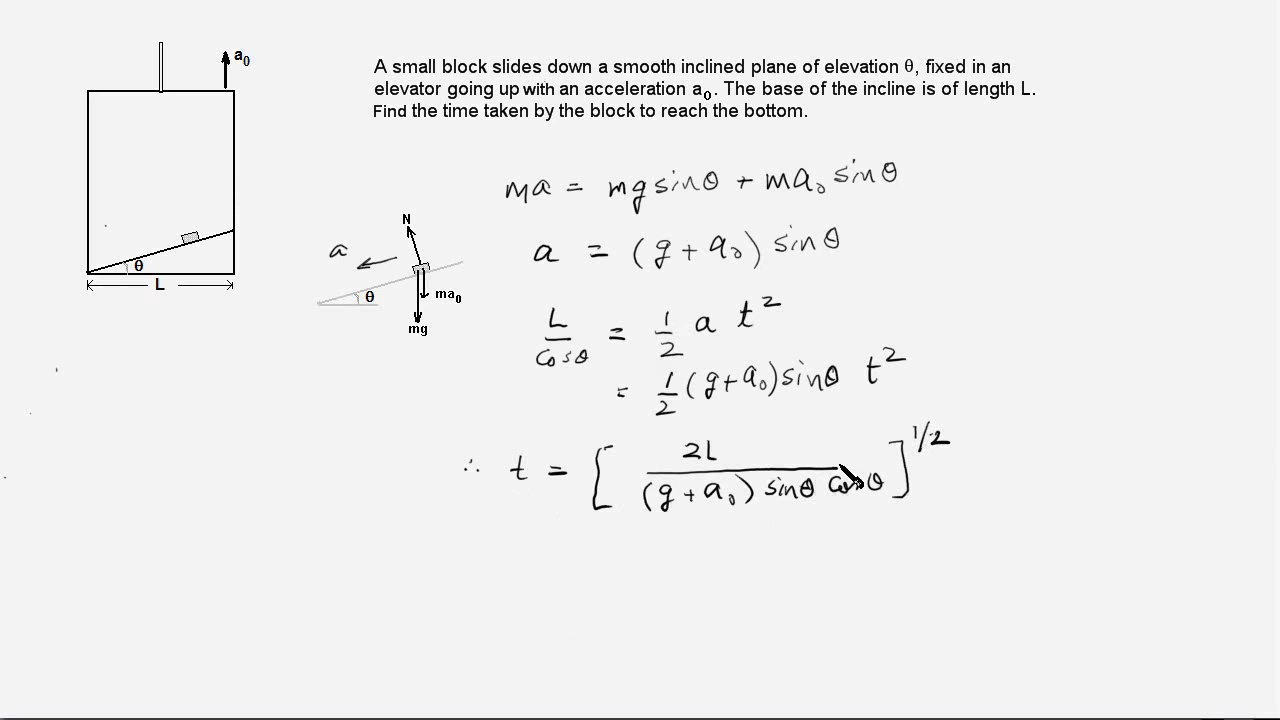 a₀
A small block slides down a smooth inclined plane of elevation θ, fixed in an
elevator going up with an acceleration a₀. The base of the incline is of length L.
Find the time taken by the block to reach the bottom.
ma = mg sinθ + ma₀ sinθ
a = (g + a₀) sinθ
θ
L
N
a
θ
ma₀
mg
L/cosθ = 1/2 a t²
= 1/2 (g+a₀) sinθ t²
∴ t = [ 2L / (g + a₀) sinθ cosθ ]^1/2